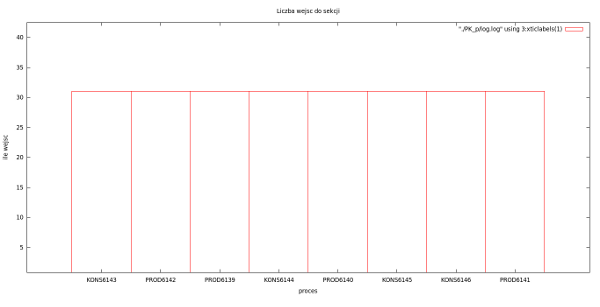 Liczba wejsc do sekcji
"./PK_p/log.log" using 3:xticlabels(1)
40
35
30
25
20
15
10
5
ile wejsc
KONS6143 PROD6142 PROD6139 KONS6144 PROD6140 KONS6145 KONS6146 PROD6141
proces